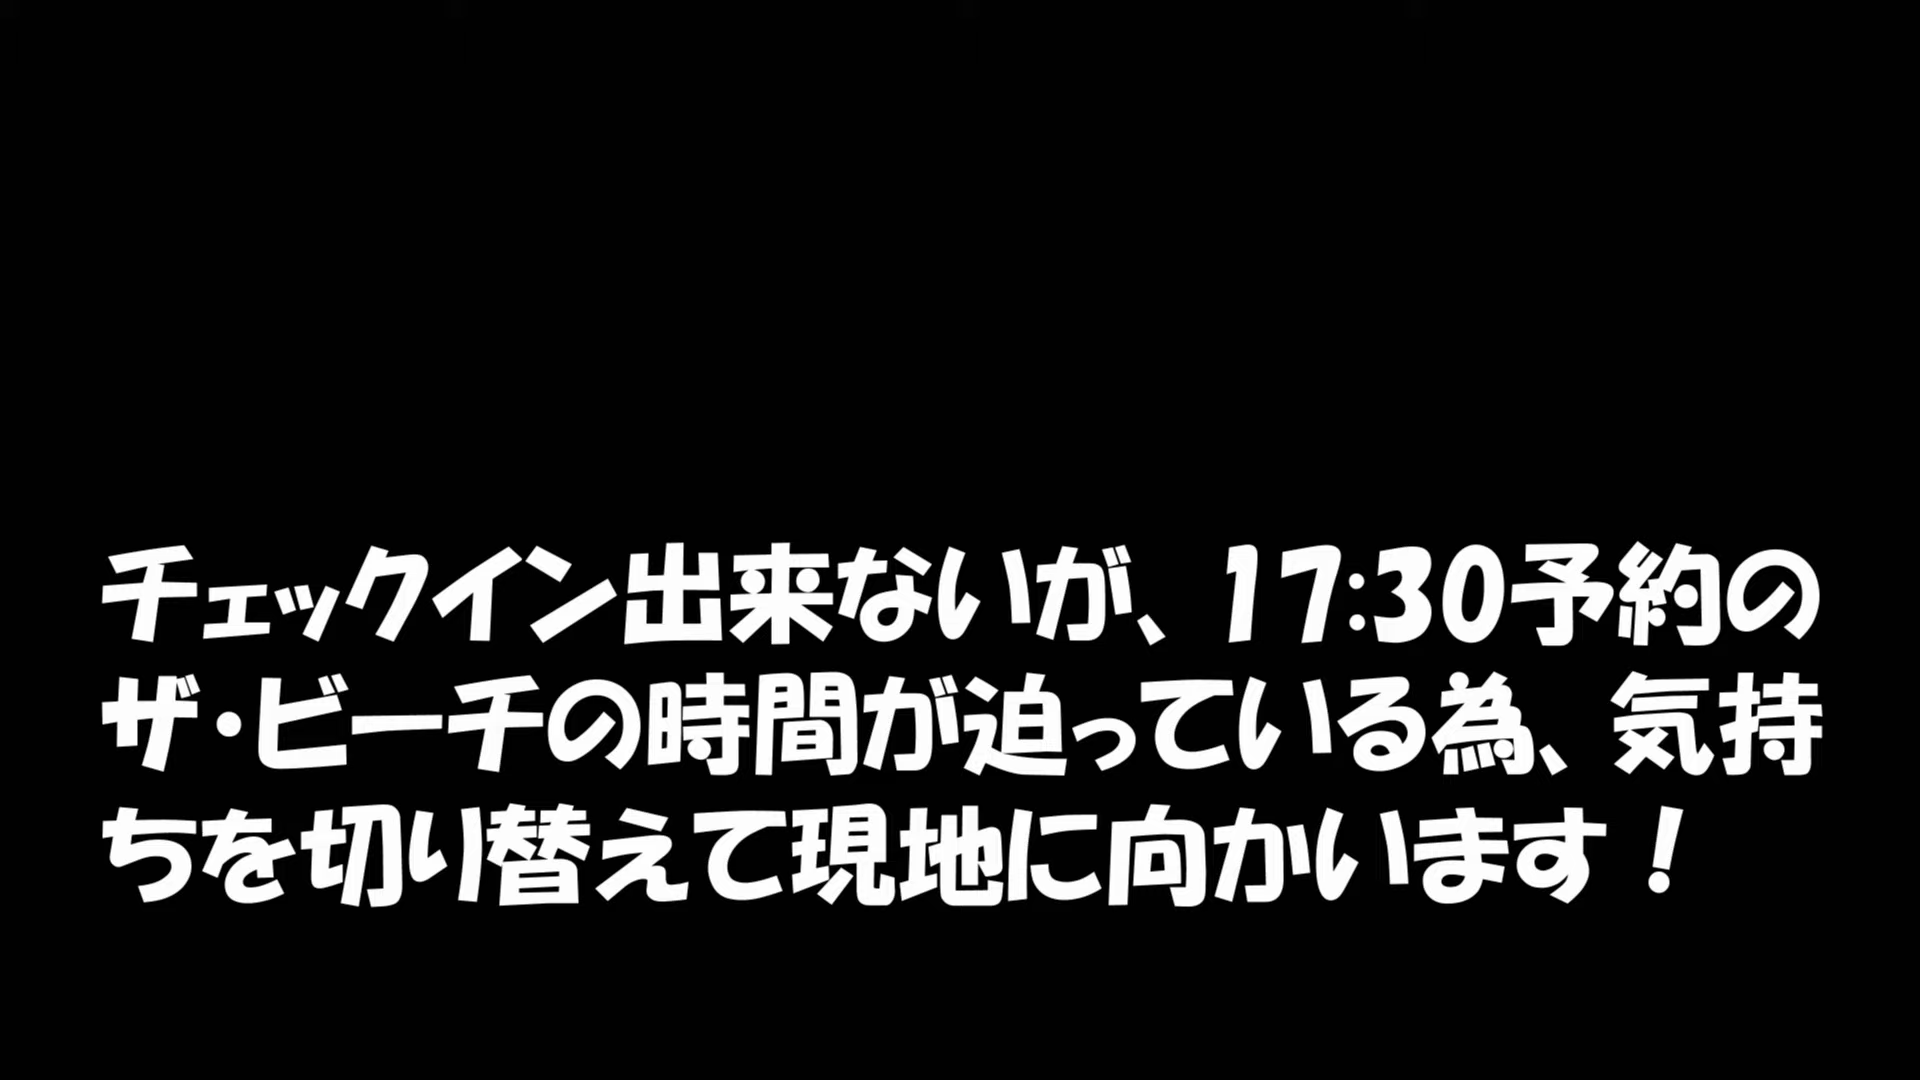 チェックイン出来ないが、17:30予約の
ザ・ビーチの時間が迫っている為、気持
ちを切り替えて現地に向かいます！